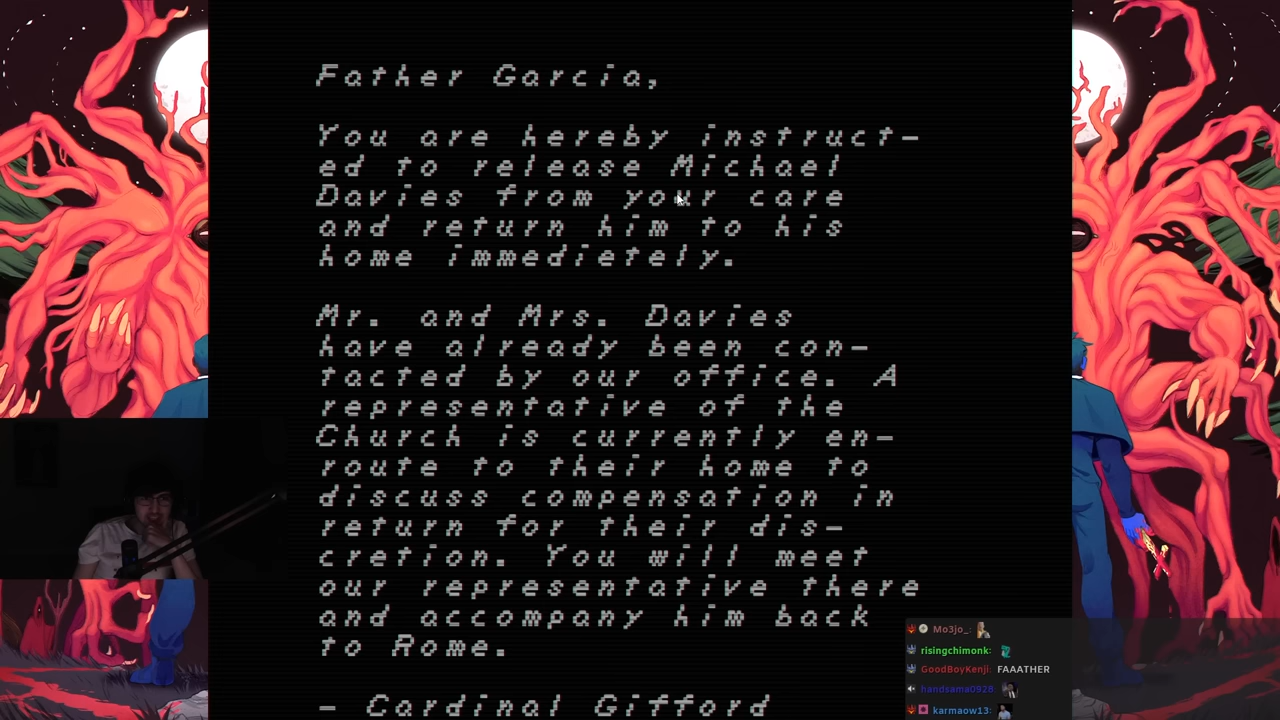 Father Garcia,
You are hereby instruct-
ed to release Michael
Davies from your care
and return him to his
home immedietely.
Mr. and Mrs. Davies
have already been con-
tacted by our office. A
representative of the
Church is currently en-
route to their home to
discuss compensation in
return for their dis-
cretion. You will meet
our representative there
and accompany him back
to Rome.
- Cardinal Gifford
Mo3jo_:
risingchimonk:
GoodBoyKenji: FAAATHER
handsama0928
karmaow13: